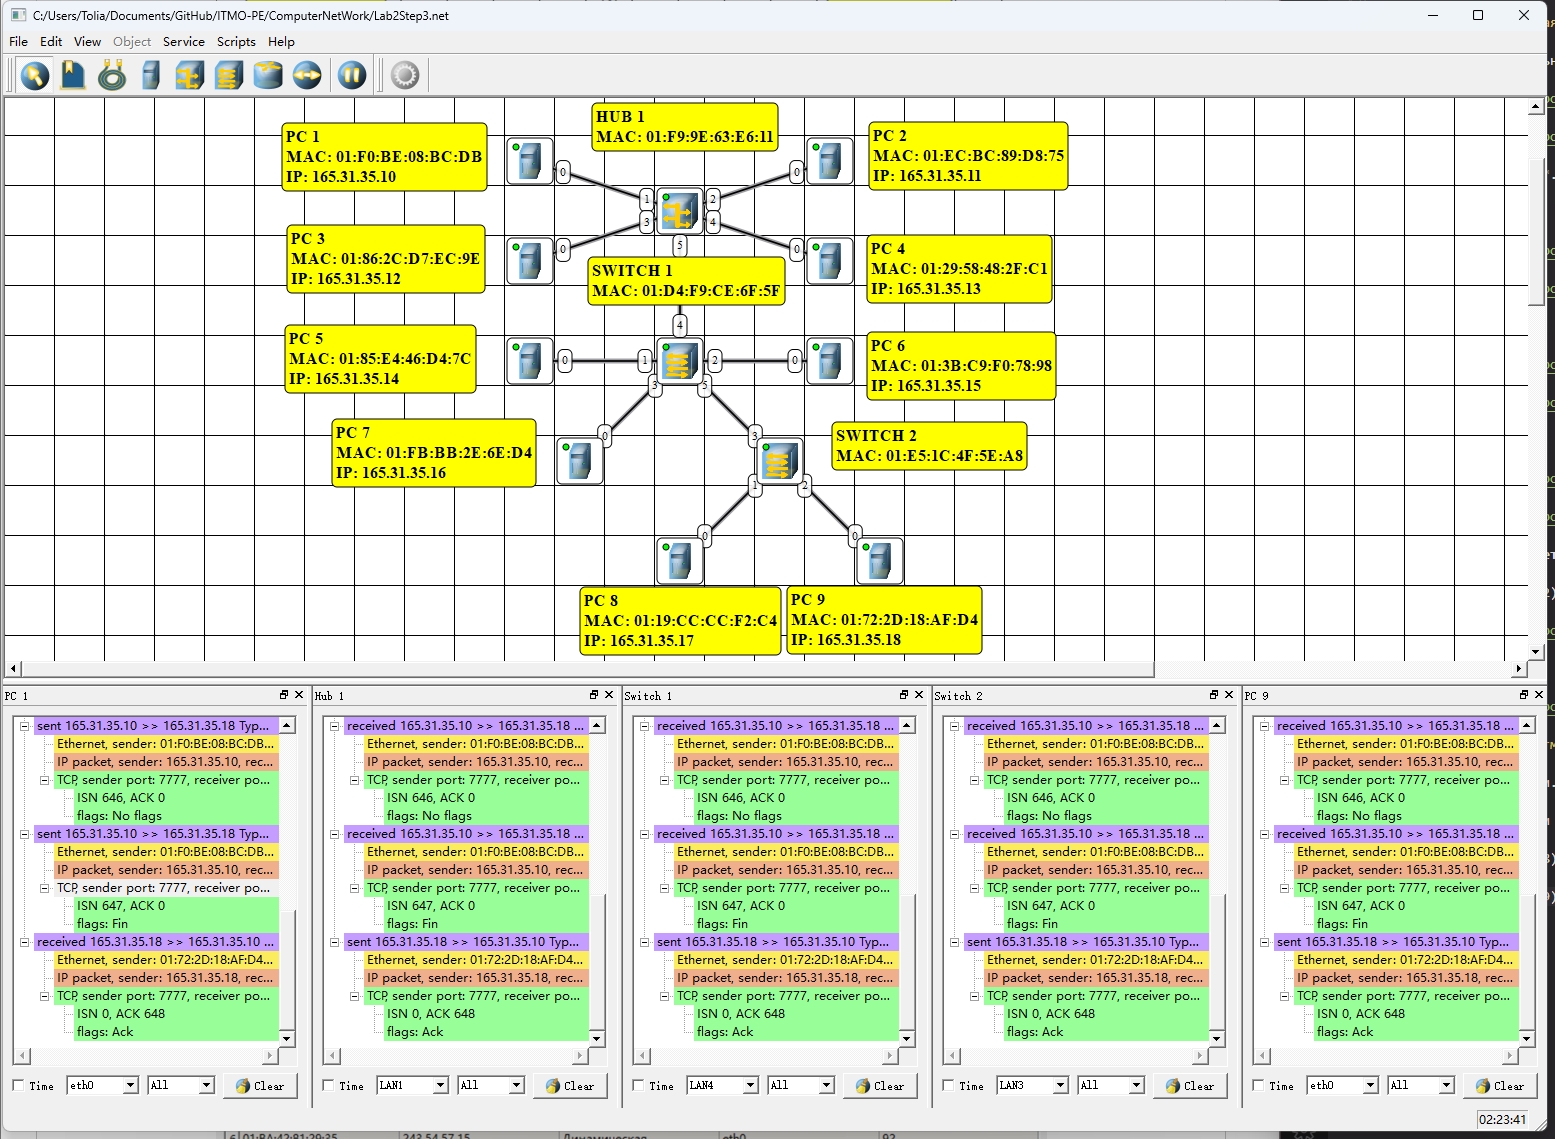 C:/Users/Tolia/Documents/GitHub/ITMO-PE/ComputerNetWork/Lab2Step3.net
File Edit View Object Service Scripts Help
HUB 1
MAC: 01:F9:9E:63:E6:11
PC 1
MAC: 01:F0:BE:08:BC:DB
IP: 165.31.35.10
PC 2
MAC: 01:EC:BC:89:D8:75
IP: 165.31.35.11
0 0
1 2
3 4
0 0
5
PC 3
MAC: 01:86:2C:D7:EC:9E
IP: 165.31.35.12
PC 4
MAC: 01:29:58:48:2F:C1
IP: 165.31.35.13
SWITCH 1
MAC: 01:D4:F9:CE:6F:5F
4
PC 5
MAC: 01:85:E4:46:D4:7C
IP: 165.31.35.14
0 1 2 0
3 5
PC 6
MAC: 01:3B:C9:F0:78:98
IP: 165.31.35.15
PC 7
MAC: 01:FB:BB:2E:6E:D4
IP: 165.31.35.16
0 3
SWITCH 2
MAC: 01:E5:1C:4F:5E:A8
1 2
0 0
PC 8
MAC: 01:19:CC:CC:F2:C4
IP: 165.31.35.17
PC 9
MAC: 01:72:2D:18:AF:D4
IP: 165.31.35.18
PC 1
sent 165.31.35.10 >> 165.31.35.18 Typ...
Ethernet, sender: 01:F0:BE:08:BC:DB...
IP packet, sender: 165.31.35.10, rec...
TCP, sender port: 7777, receiver po...
ISN 646, ACK 0
flags: No flags
sent 165.31.35.10 >> 165.31.35.18 Typ...
Ethernet, sender: 01:F0:BE:08:BC:DB...
IP packet, sender: 165.31.35.10, rec...
TCP, sender port: 7777, receiver po...
ISN 647, ACK 0
flags: Fin
received 165.31.35.18 >> 165.31.35.10 ...
Ethernet, sender: 01:72:2D:18:AF:D4...
IP packet, sender: 165.31.35.18, rec...
TCP, sender port: 7777, receiver po...
ISN 0, ACK 648
flags: Ack
Time eth0 All Clear
Hub 1
received 165.31.35.10 >> 165.31.35.18 ...
Ethernet, sender: 01:F0:BE:08:BC:DB...
IP packet, sender: 165.31.35.10, rec...
TCP, sender port: 7777, receiver po...
ISN 646, ACK 0
flags: No flags
received 165.31.35.10 >> 165.31.35.18 ...
Ethernet, sender: 01:F0:BE:08:BC:DB...
IP packet, sender: 165.31.35.10, rec...
TCP, sender port: 7777, receiver po...
ISN 647, ACK 0
flags: Fin
sent 165.31.35.18 >> 165.31.35.10 Typ...
Ethernet, sender: 01:72:2D:18:AF:D4...
IP packet, sender: 165.31.35.18, rec...
TCP, sender port: 7777, receiver po...
ISN 0, ACK 648
flags: Ack
Time LAN1 All Clear
Switch 1
received 165.31.35.10 >> 165.31.35.18 ...
Ethernet, sender: 01:F0:BE:08:BC:DB...
IP packet, sender: 165.31.35.10, rec...
TCP, sender port: 7777, receiver po...
ISN 646, ACK 0
flags: No flags
received 165.31.35.10 >> 165.31.35.18 ...
Ethernet, sender: 01:F0:BE:08:BC:DB...
IP packet, sender: 165.31.35.10, rec...
TCP, sender port: 7777, receiver po...
ISN 647, ACK 0
flags: Fin
sent 165.31.35.18 >> 165.31.35.10 Typ...
Ethernet, sender: 01:72:2D:18:AF:D4...
IP packet, sender: 165.31.35.18, rec...
TCP, sender port: 7777, receiver po...
ISN 0, ACK 648
flags: Ack
Time LAN4 All Clear
Switch 2
received 165.31.35.10 >> 165.31.35.18 ...
Ethernet, sender: 01:F0:BE:08:BC:DB...
IP packet, sender: 165.31.35.10, rec...
TCP, sender port: 7777, receiver po...
ISN 646, ACK 0
flags: No flags
received 165.31.35.10 >> 165.31.35.18 ...
Ethernet, sender: 01:F0:BE:08:BC:DB...
IP packet, sender: 165.31.35.10, rec...
TCP, sender port: 7777, receiver po...
ISN 647, ACK 0
flags: Fin
sent 165.31.35.18 >> 165.31.35.10 Typ...
Ethernet, sender: 01:72:2D:18:AF:D4...
IP packet, sender: 165.31.35.18, rec...
TCP, sender port: 7777, receiver po...
ISN 0, ACK 648
flags: Ack
Time LAN3 All Clear
PC 9
received 165.31.35.10 >> 165.31.35.18 ...
Ethernet, sender: 01:F0:BE:08:BC:DB...
IP packet, sender: 165.31.35.10, rec...
TCP, sender port: 7777, receiver po...
ISN 646, ACK 0
flags: No flags
received 165.31.35.10 >> 165.31.35.18 ...
Ethernet, sender: 01:F0:BE:08:BC:DB...
IP packet, sender: 165.31.35.10, rec...
TCP, sender port: 7777, receiver po...
ISN 647, ACK 0
flags: Fin
sent 165.31.35.18 >> 165.31.35.10 Typ...
Ethernet, sender: 01:72:2D:18:AF:D4...
IP packet, sender: 165.31.35.18, rec...
TCP, sender port: 7777, receiver po...
ISN 0, ACK 648
flags: Ack
Time eth0 All Clear
02:23:41